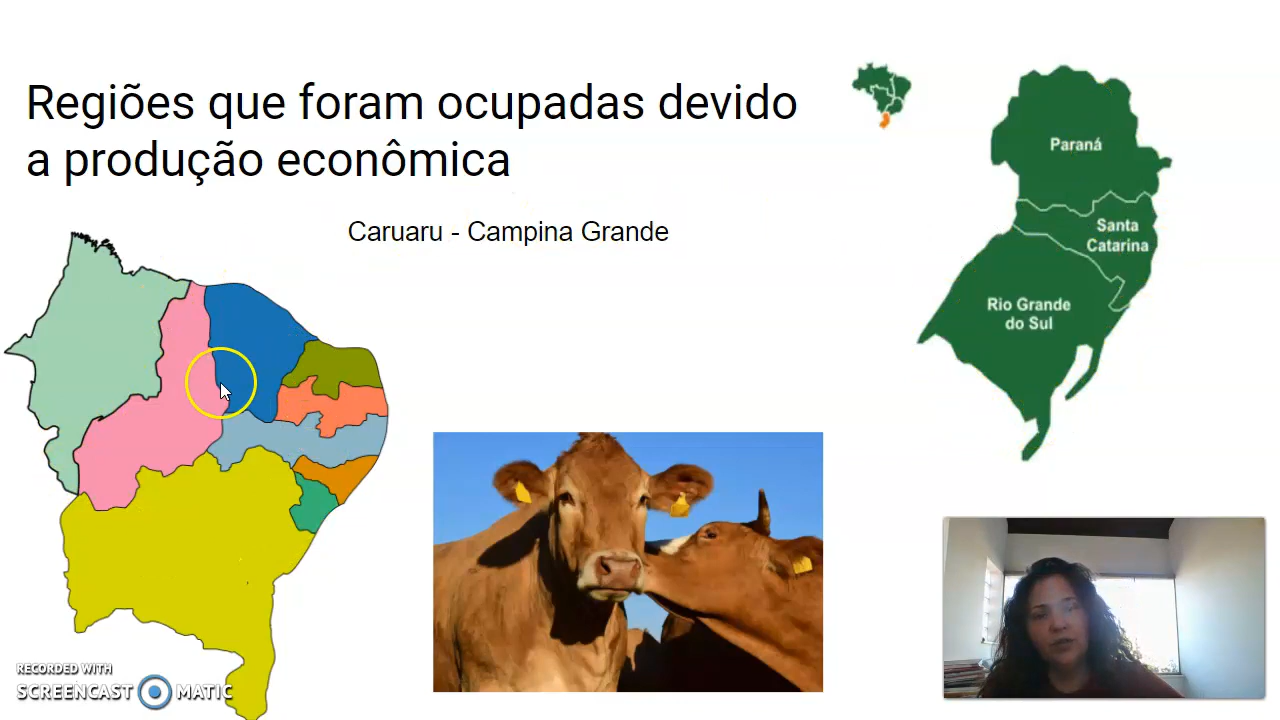 Regiões que foram ocupadas devido
a produção econômica
Caruaru - Campina Grande
Paraná
Santa
Catarina
Rio Grande
do Sul
RECORDED WITH
SCREENCAST MATIC